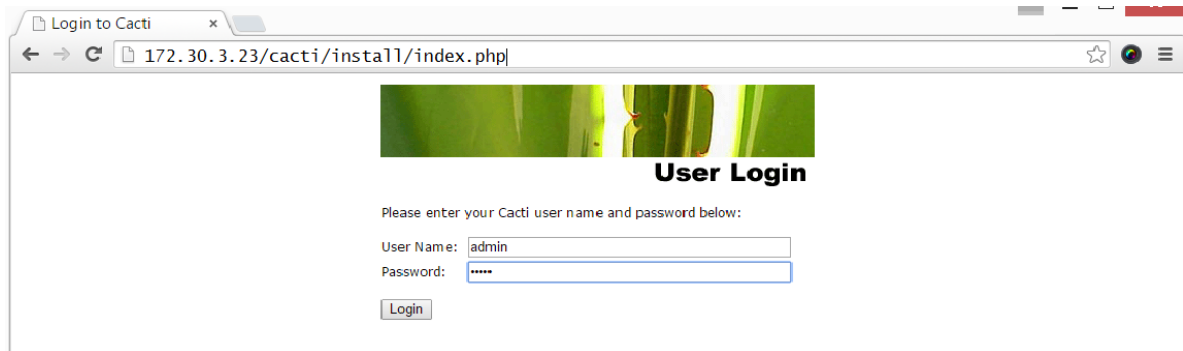 Login to Cacti
172.30.3.23/cacti/install/index.php
User Login
Please enter your Cacti user name and password below:
User Name: admin
Password: •••••
Login